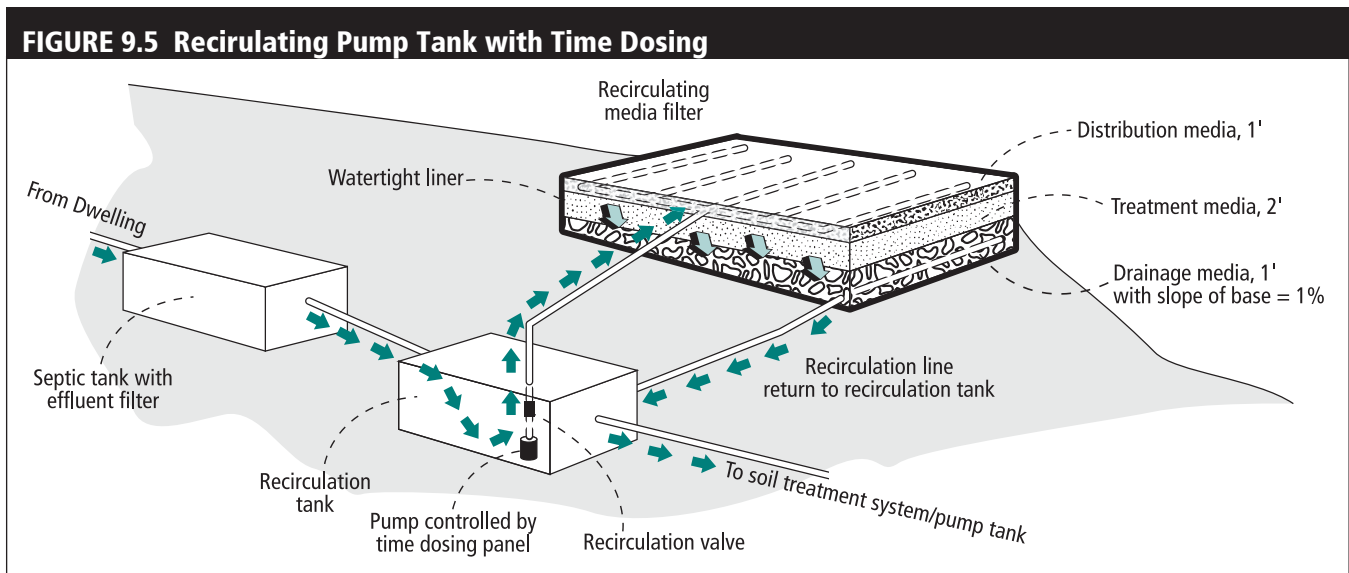 FIGURE 9.5 Recirulating Pump Tank with Time Dosing
Recirculating
media filter
Distribution media, 1'
Watertight liner
From Dwelling
Treatment media, 2'
Drainage media, 1'
with slope of base = 1%
Septic tank with
effluent filter
Recirculation line
return to recirculation tank
Recirculation
tank
Pump controlled by
time dosing panel
Recirculation valve
To soil treatment system/pump tank